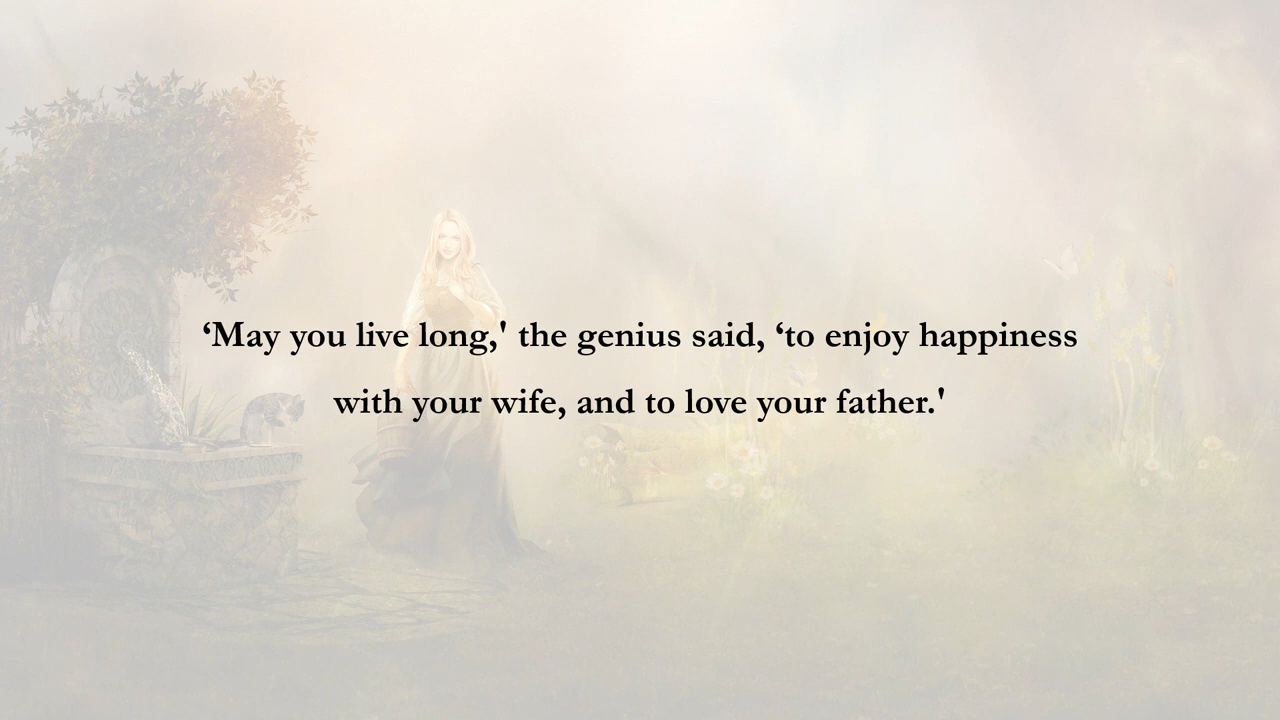 ‘May you live long,' the genius said, ‘to enjoy happiness
with your wife, and to love your father.'